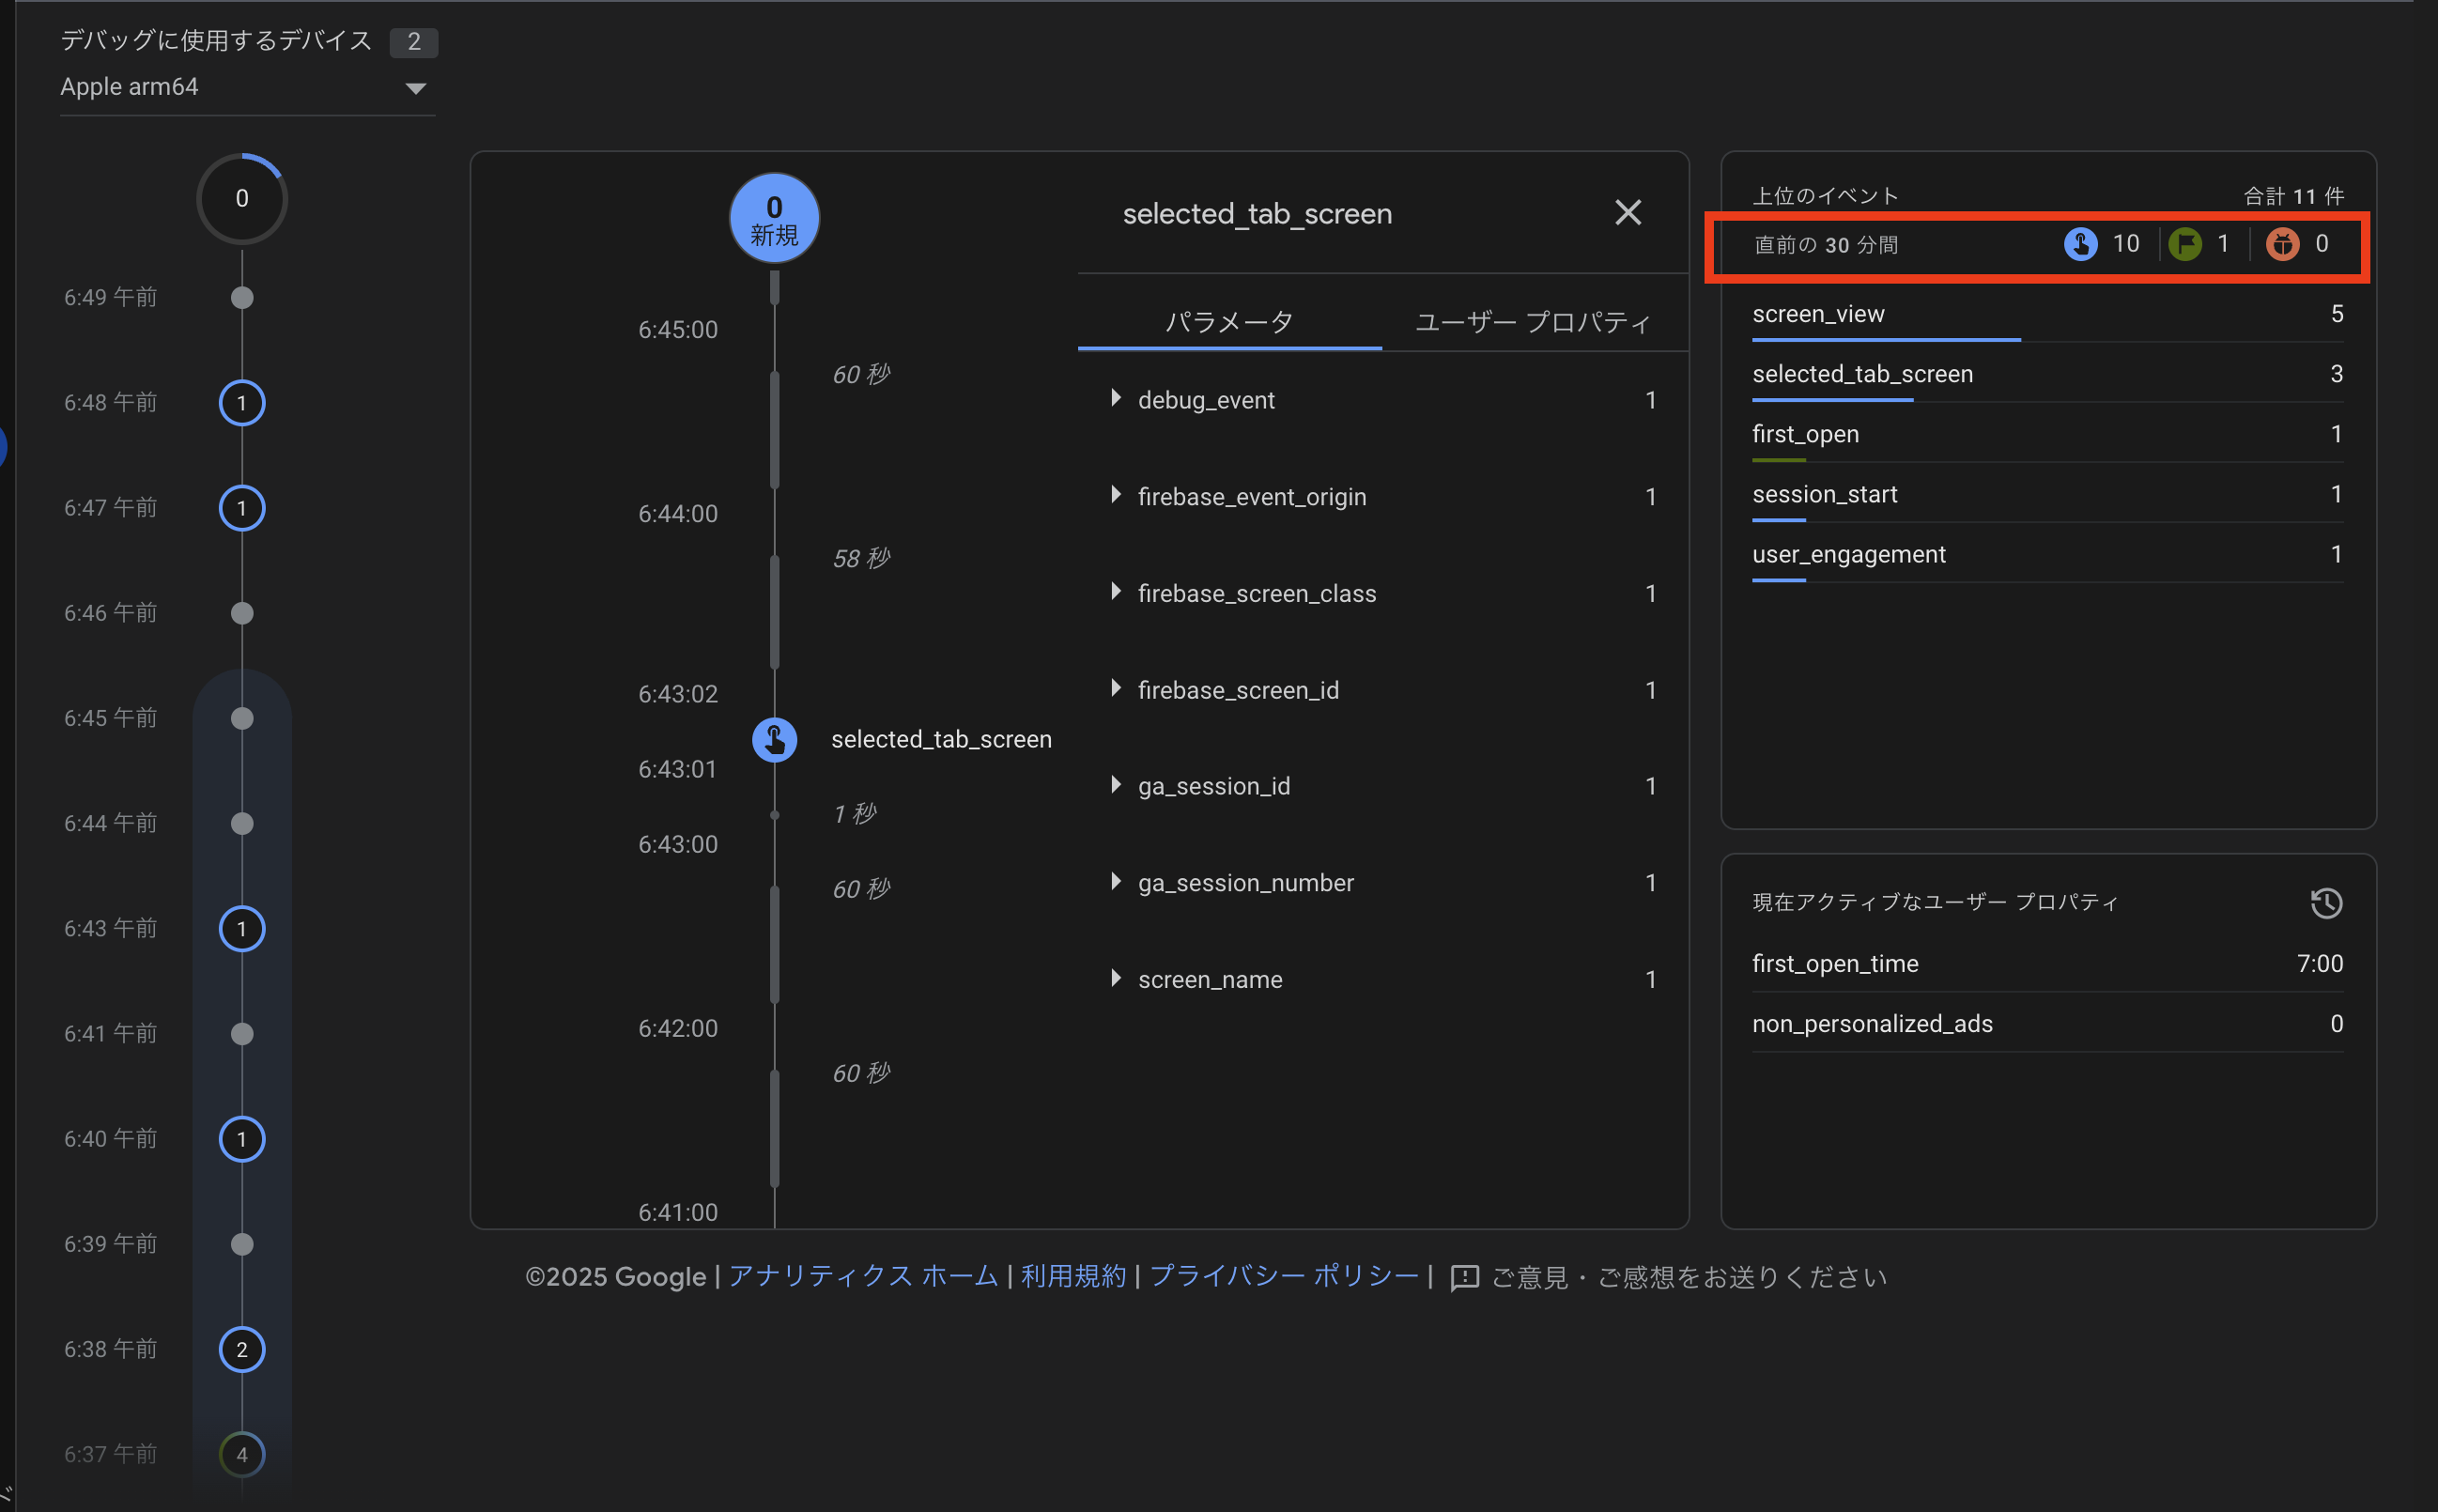 デバッグに使用するデバイス 2
Apple arm64
0
6:49 午前
6:48 午前 1
6:47 午前 1
6:46 午前
6:45 午前
6:44 午前
6:43 午前 1
6:41 午前
6:40 午前 1
6:39 午前
6:38 午前 2
6:37 午前 4
0
新規
6:45:00
60 秒
6:44:00
58 秒
6:43:02
selected_tab_screen
6:43:01
1 秒
6:43:00
60 秒
6:42:00
60 秒
6:41:00
selected_tab_screen
パラメータ ユーザー プロパティ
debug_event 1
firebase_event_origin 1
firebase_screen_class 1
firebase_screen_id 1
ga_session_id 1
ga_session_number 1
screen_name 1
上位のイベント 合計 11 件
直前の 30 分間 10 1 0
screen_view 5
selected_tab_screen 3
first_open 1
session_start 1
user_engagement 1
現在アクティブなユーザー プロパティ
first_open_time 7:00
non_personalized_ads 0
©2025 Google | アナリティクス ホーム | 利用規約 | プライバシー ポリシー | ご意見・ご感想をお送りください